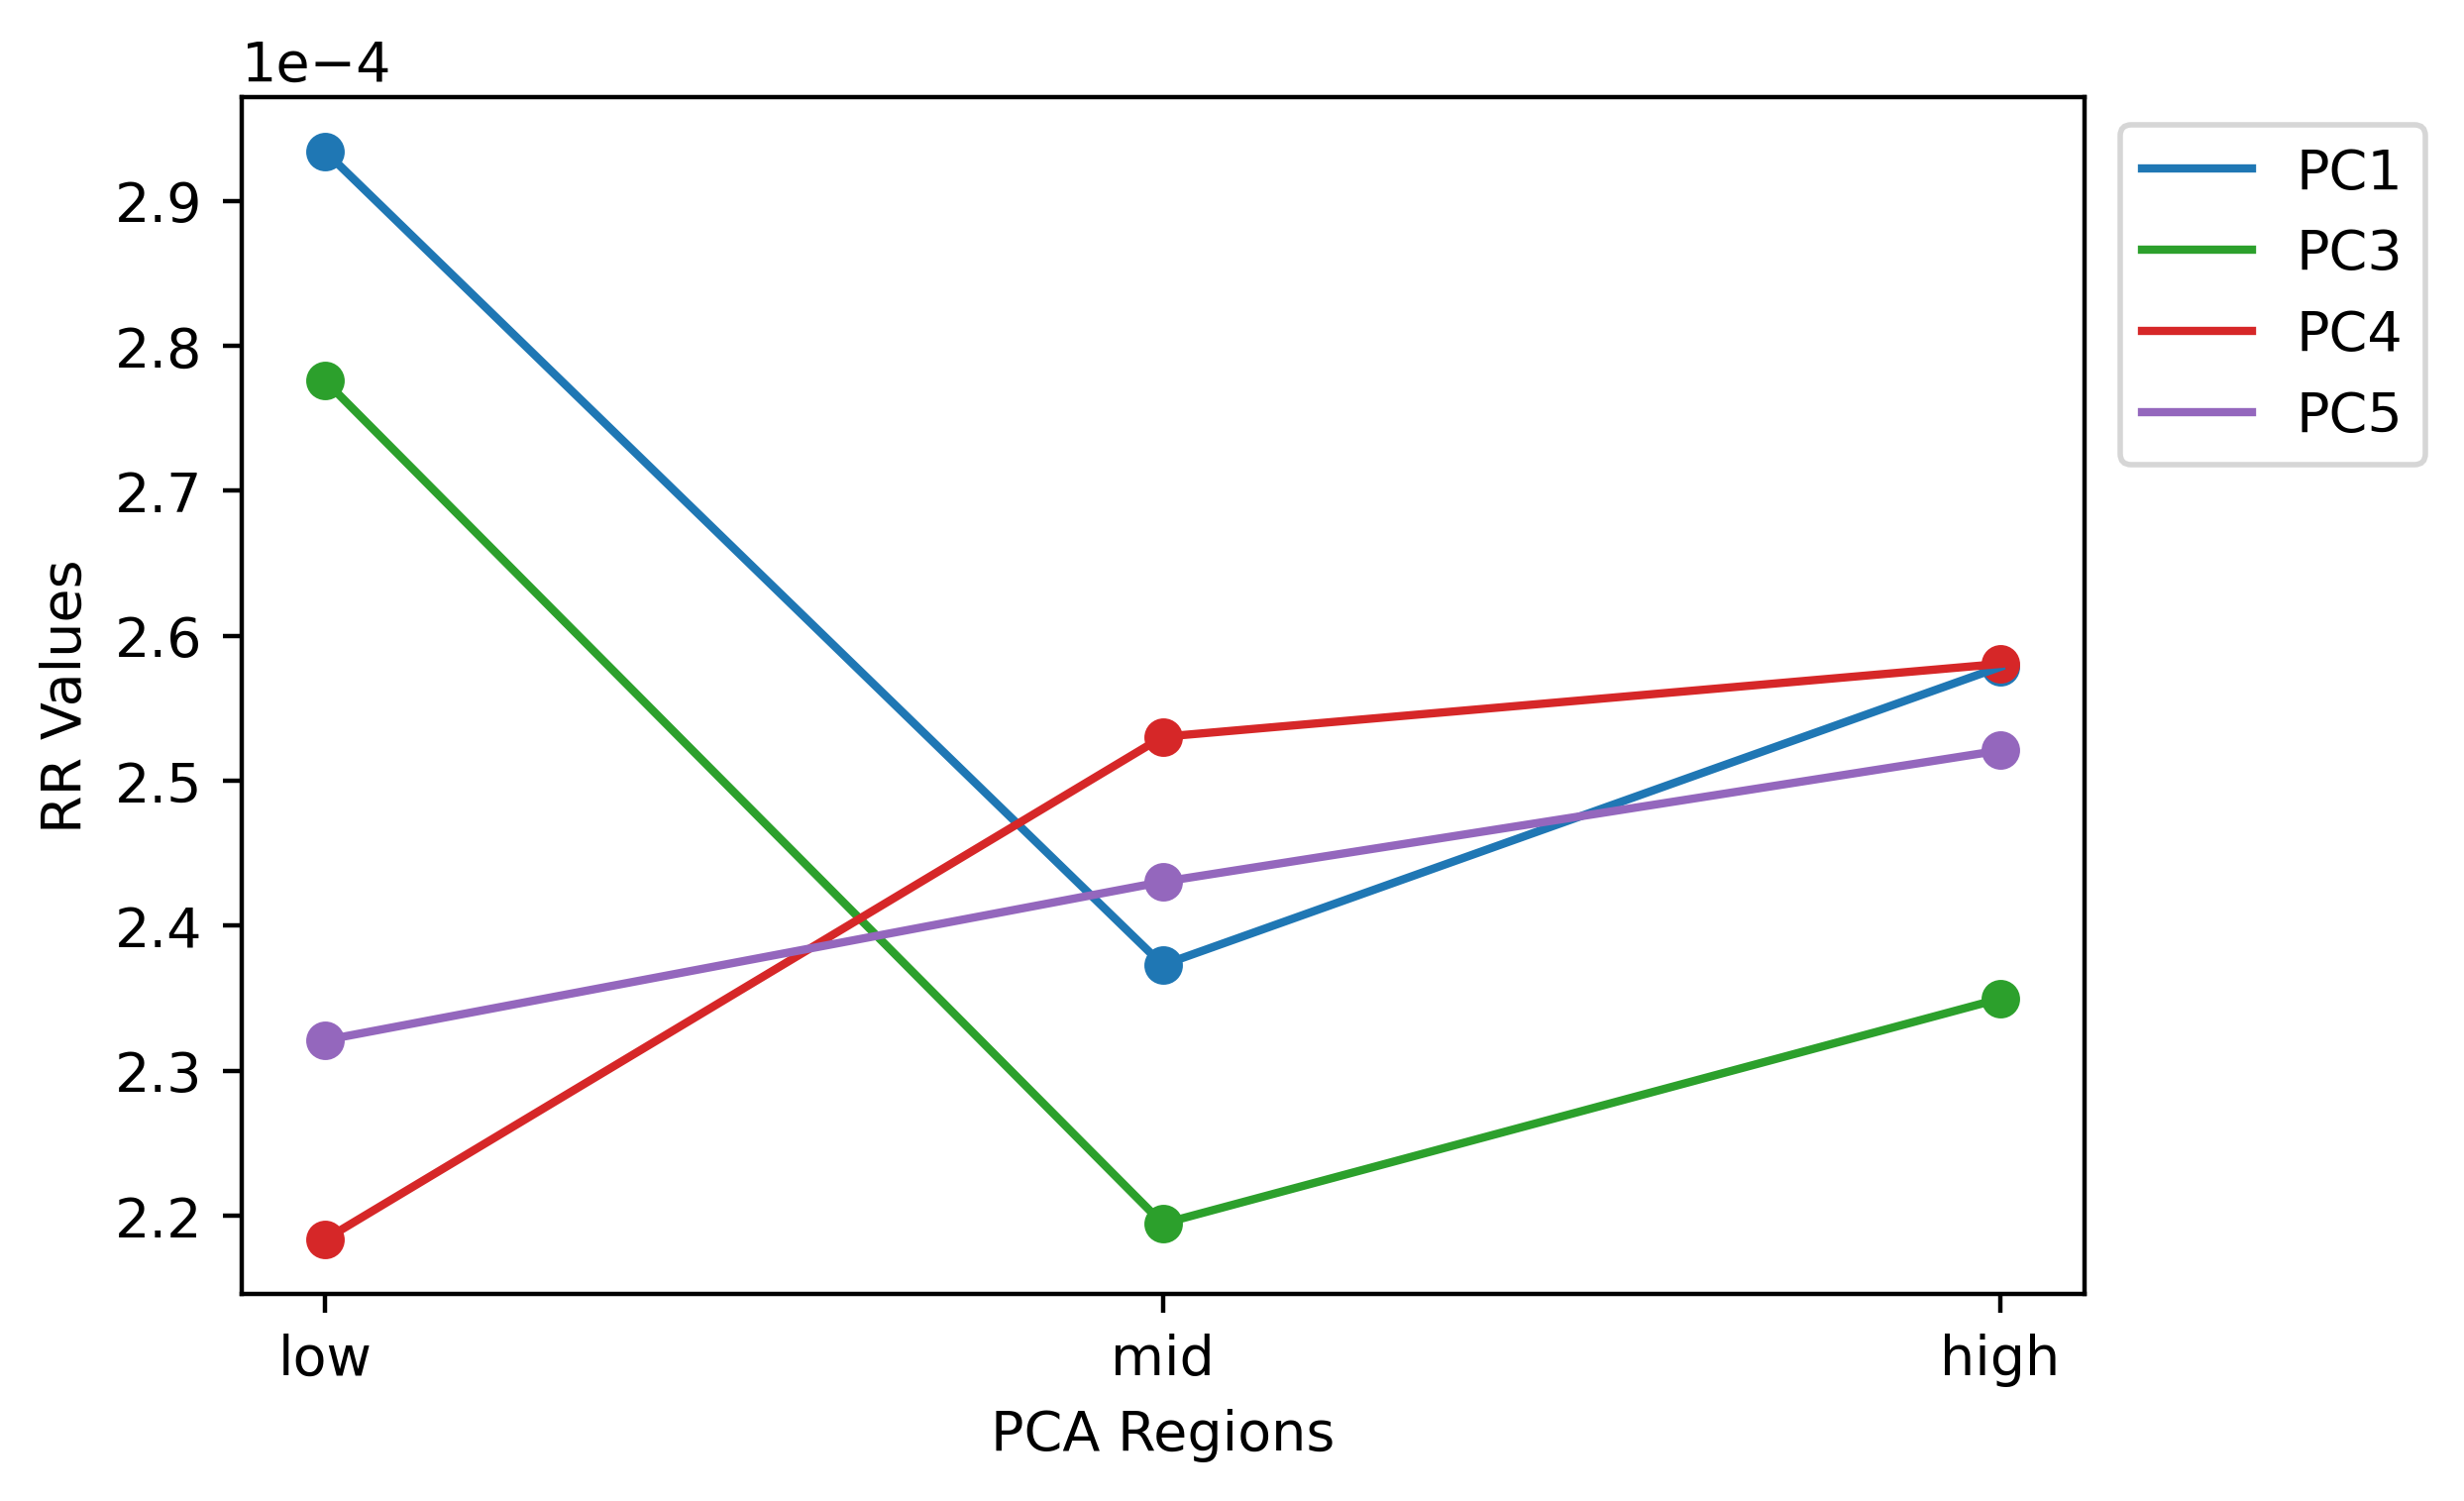 1e−4
2.9
2.8
2.7
2.6
2.5
2.4
2.3
2.2
RR Values
low
mid
high
PCA Regions
PC1
PC3
PC4
PC5